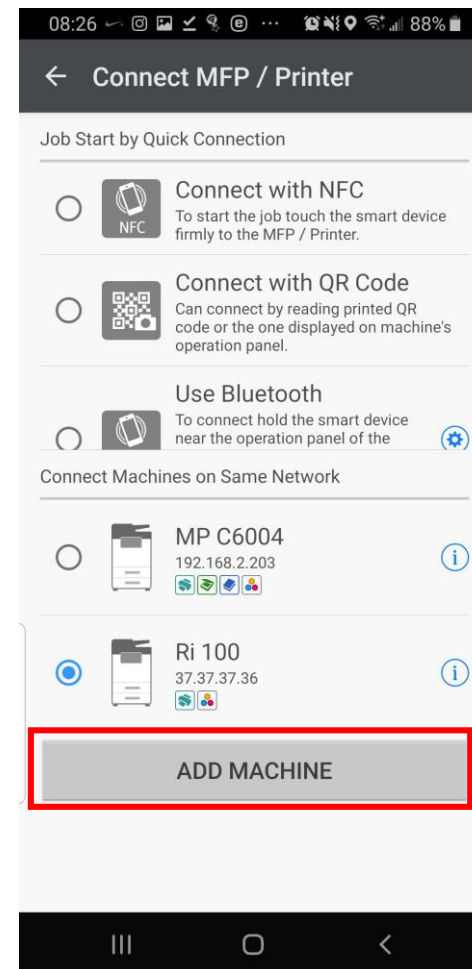 08:26 88%
Connect MFP / Printer
Job Start by Quick Connection
Connect with NFC
To start the job touch the smart device
firmly to the MFP / Printer.
NFC
Connect with QR Code
Can connect by reading printed QR
code or the one displayed on machine's
operation panel.
Use Bluetooth
To connect hold the smart device
near the operation panel of the
Connect Machines on Same Network
MP C6004
192.168.2.203
Ri 100
37.37.37.36
ADD MACHINE